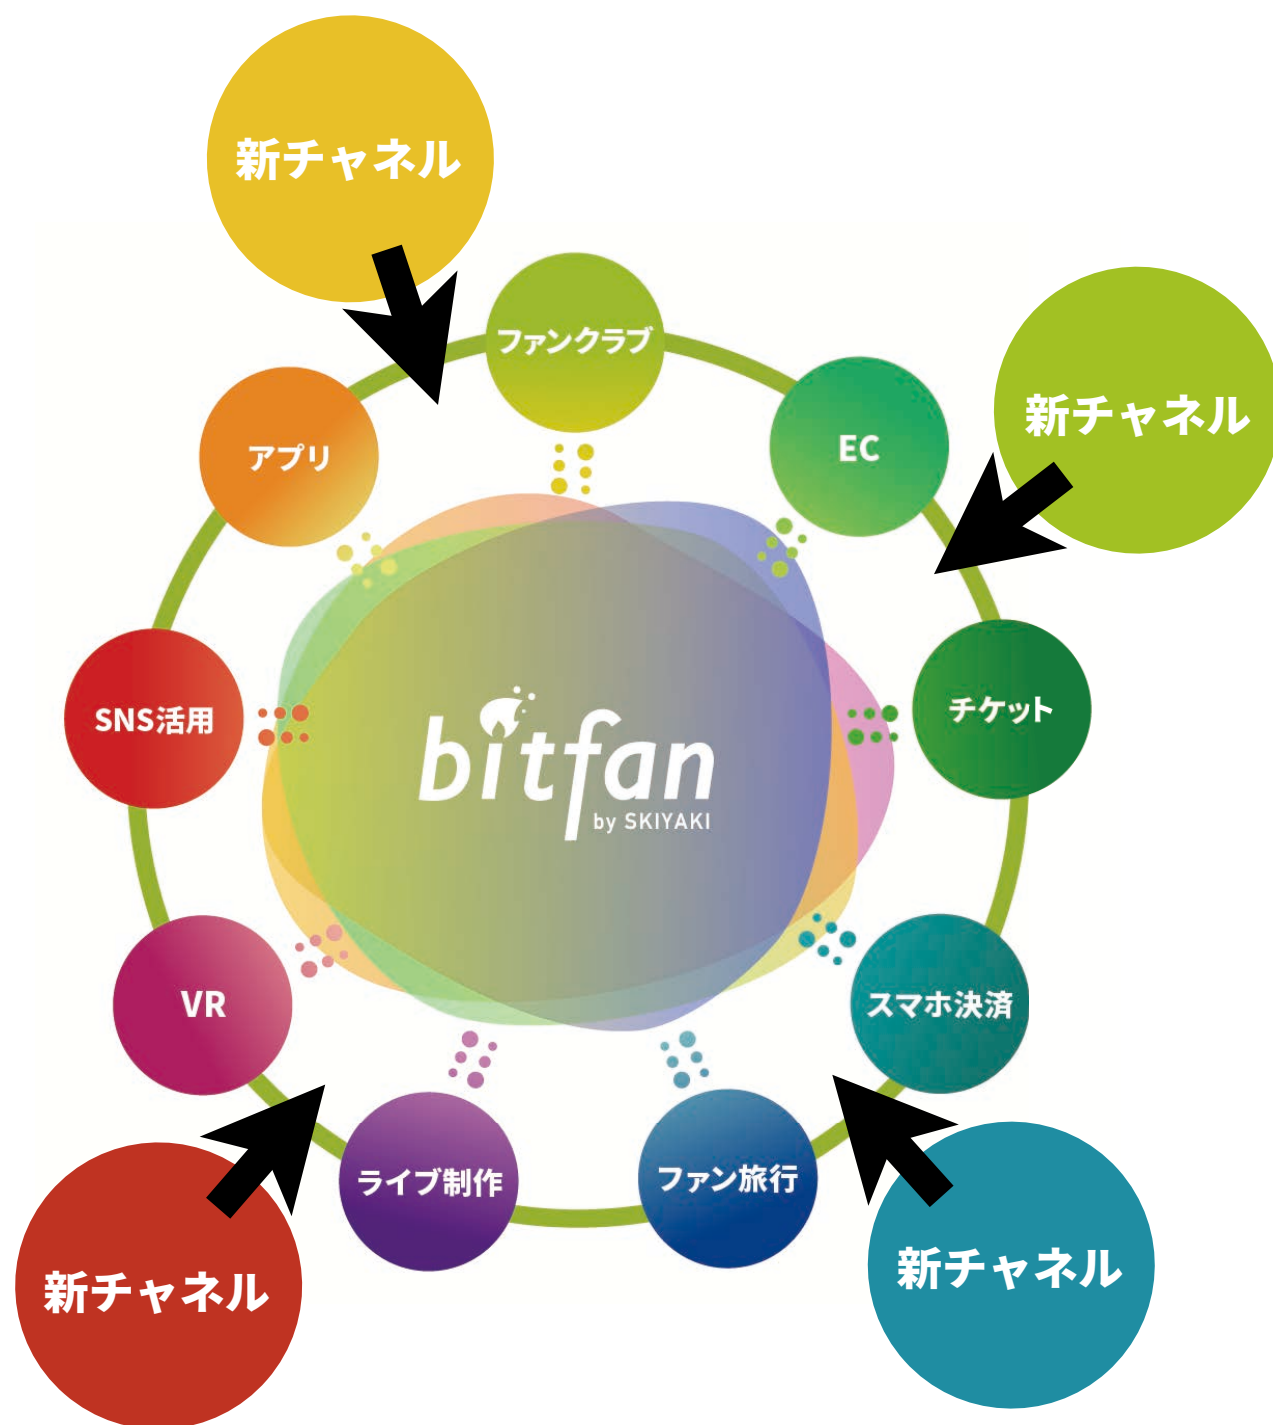 新チャネル
ファンクラブ
新チャネル
EC
アプリ
SNS活用
チケット
bitfan
by SKIYAKI
VR
スマホ決済
ライブ制作
ファン旅行
新チャネル
新チャネル